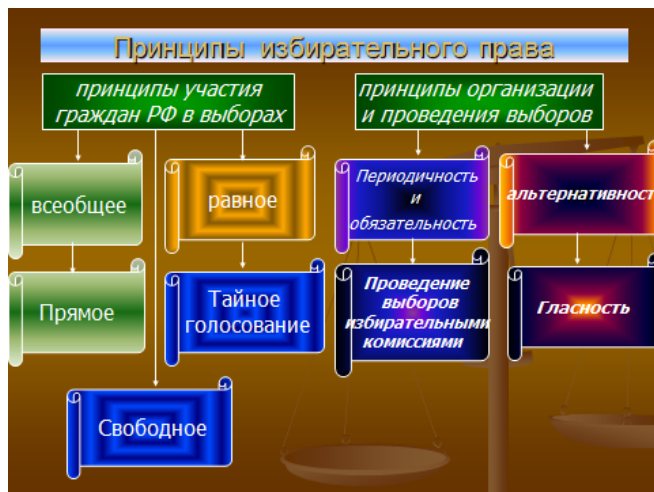 Принципы избирательного права
принципы участия
граждан РФ в выборах
принципы организации
и проведения выборов
всеобщее
равное
Периодичность
и
обязательность
альтернативност
Прямое
Тайное
голосование
Проведение
выборов
избирательными
комиссиями
Гласность
Свободное